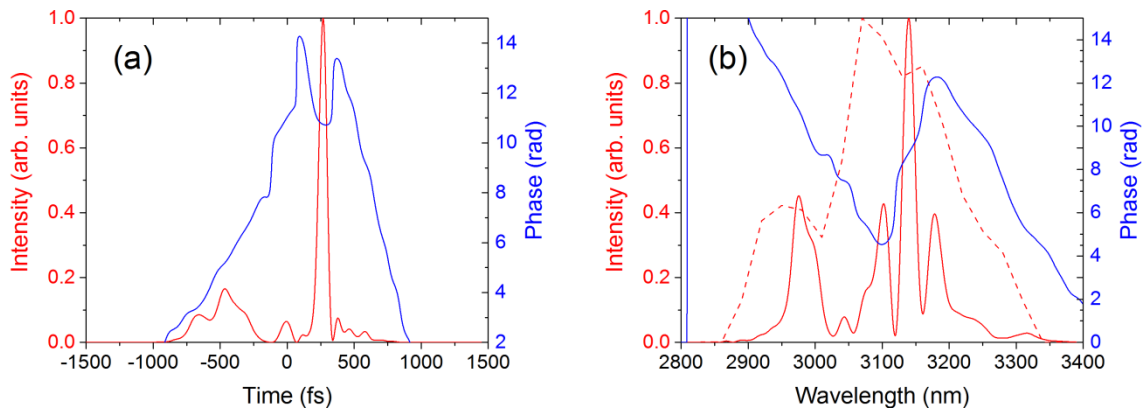 (a)
Intensity (arb. units)
1.0
0.8
0.6
0.4
0.2
0.0
-1500 -1000 -500 0 500 1000 1500
Time (fs)
14
12
10
8
6
4
2
Phase (rad)
(b)
Intensity (arb. units)
1.0
0.8
0.6
0.4
0.2
0.0
2800 2900 3000 3100 3200 3300 3400
Wavelength (nm)
14
12
10
8
6
4
2
0
Phase (rad)